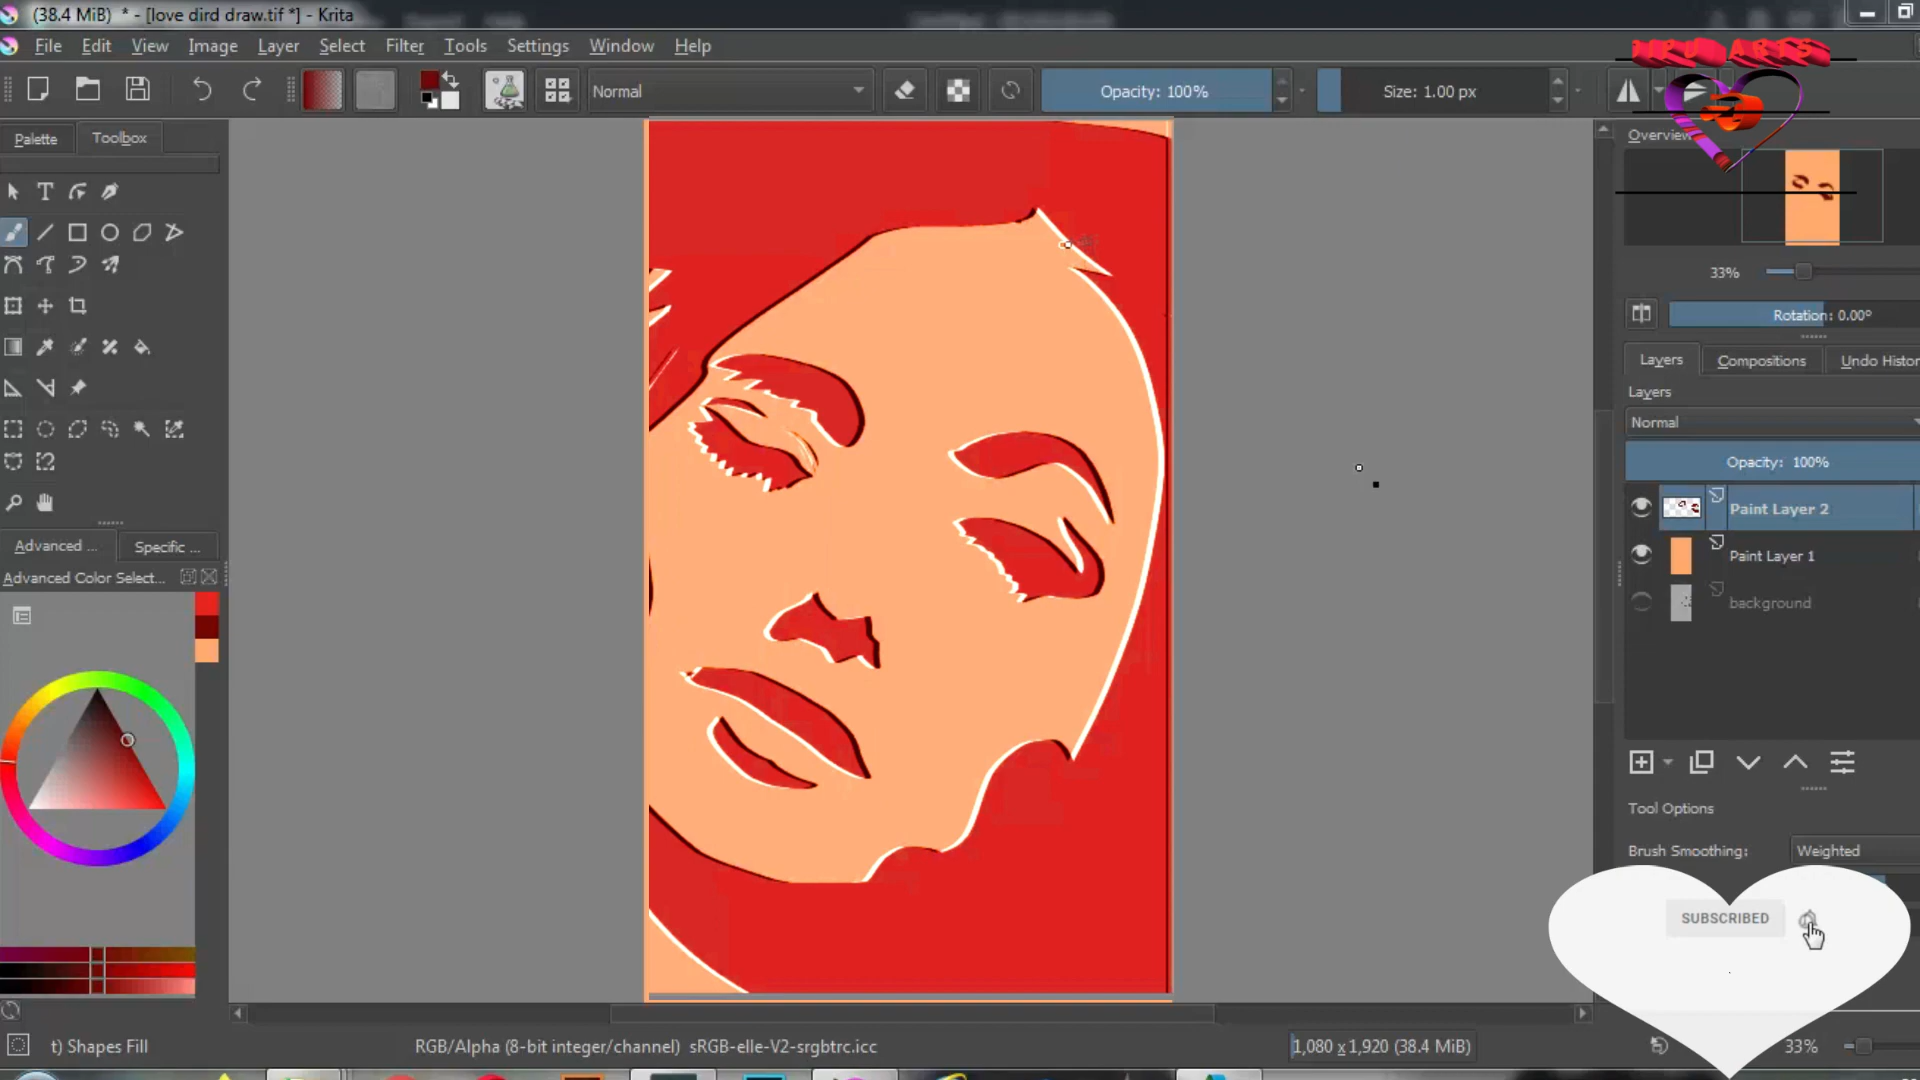 (38.4 MiB) * - [love dird draw.tif *] - Krita
File Edit View Image Layer Select Filter Tools Settings Window Help
DIPU ARTS
Normal
Opacity: 100%
Size: 1.00 px
Palette
Toolbox
Overview
33%
Rotation: 0.00°
Layers
Compositions
Undo Histor
Layers
Normal
Opacity: 100%
Paint Layer 2
Paint Layer 1
background
Advanced ...
Specific ...
Advanced Color Select...
Tool Options
Brush Smoothing:
Weighted
SUBSCRIBED
t) Shapes Fill
RGB/Alpha (8-bit integer/channel) sRGB-elle-V2-srgbtrc.icc
1,080 x 1,920 (38.4 MiB)
33%